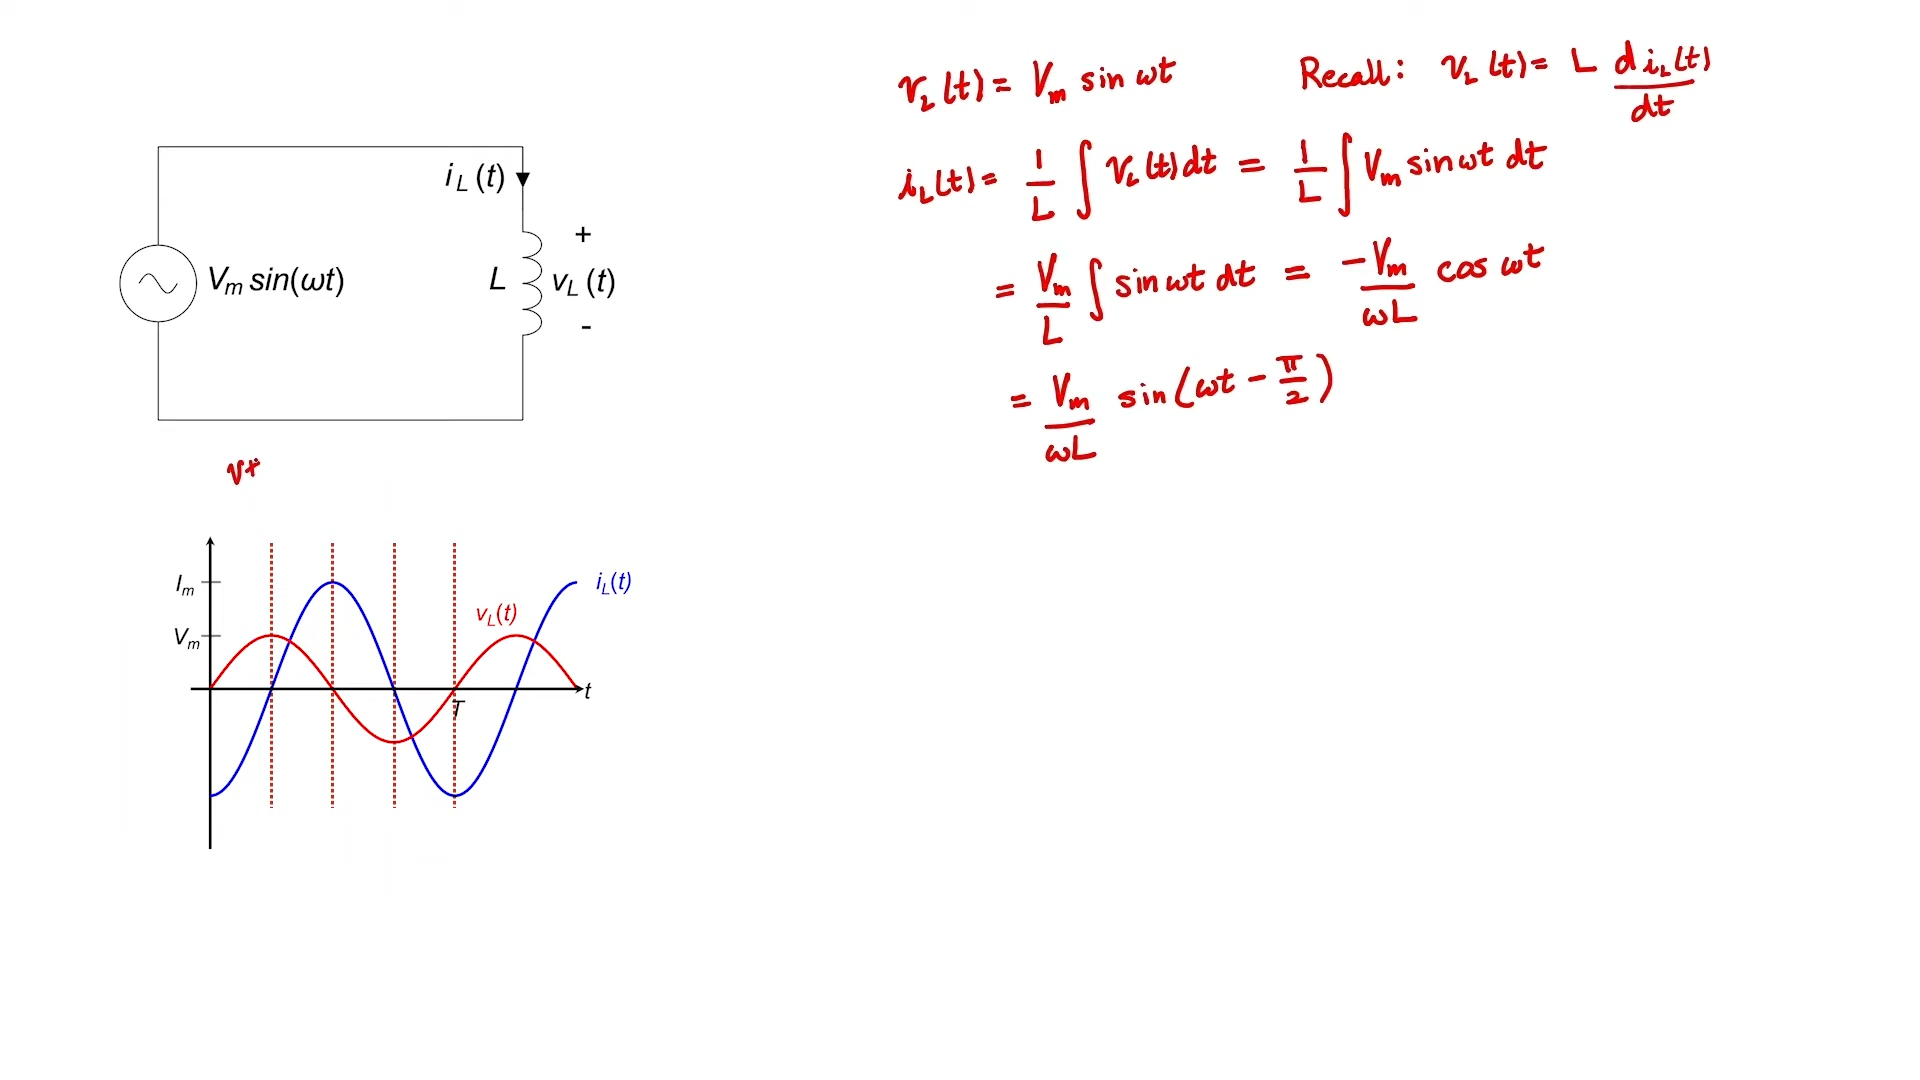 v_L(t) = V_m sin ωt    Recall: v_L(t) = L di_L(t)/dt
i_L(t) = 1/L ∫ v_L(t) dt = 1/L ∫ V_m sin ωt dt
= V_m/L ∫ sin ωt dt = -V_m/ωL cos ωt
= V_m/ωL sin(ωt - π/2)
i_L (t)
+
V_m sin(ωt)
L
v_L (t)
-
v+
I_m
i_L(t)
v_L(t)
V_m
t
T